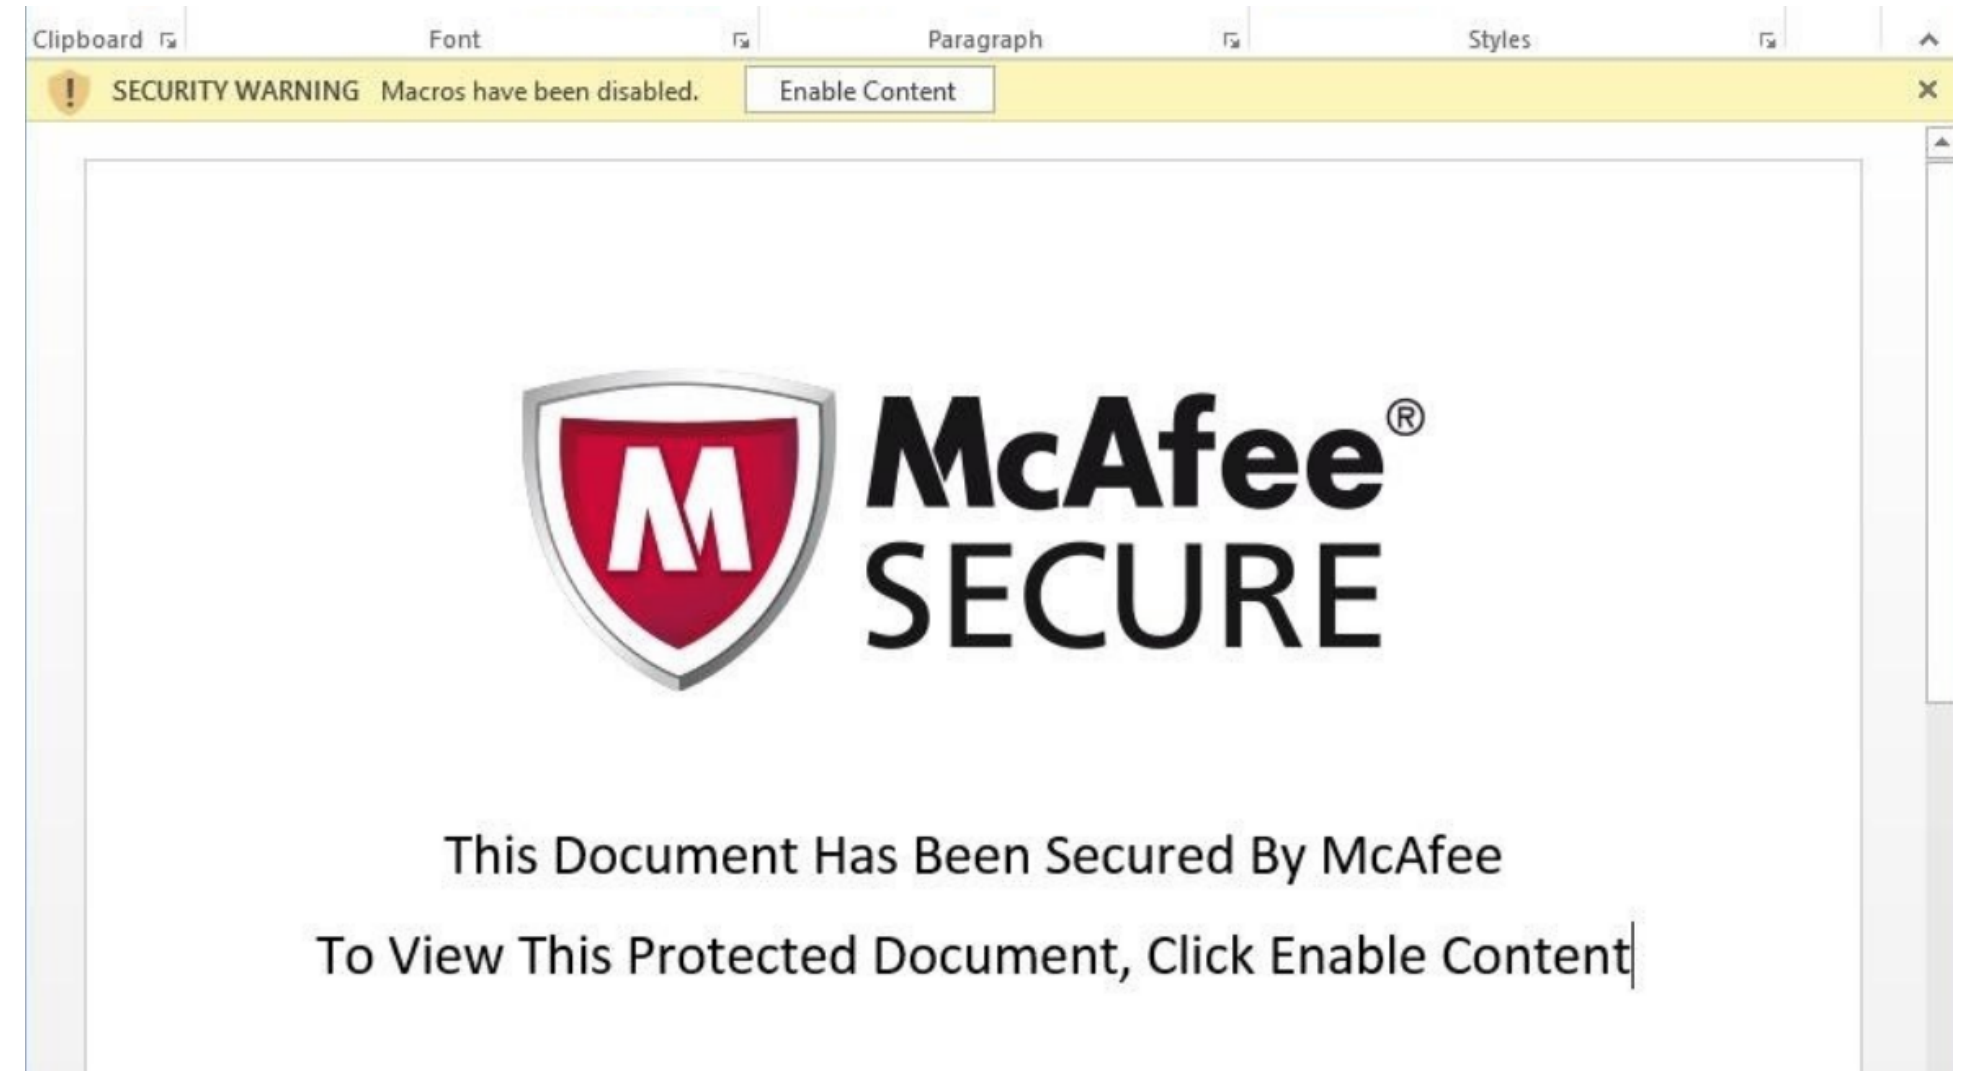 Clipboard Font Paragraph Styles
SECURITY WARNING Macros have been disabled. Enable Content
McAfee®
SECURE
This Document Has Been Secured By McAfee
To View This Protected Document, Click Enable Content